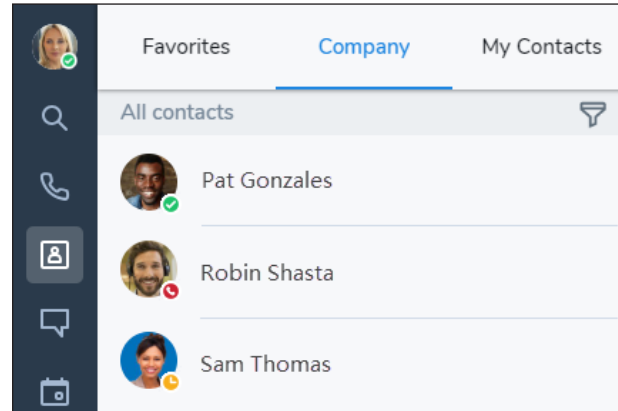 Favorites Company My Contacts
All contacts
Pat Gonzales
Robin Shasta
Sam Thomas